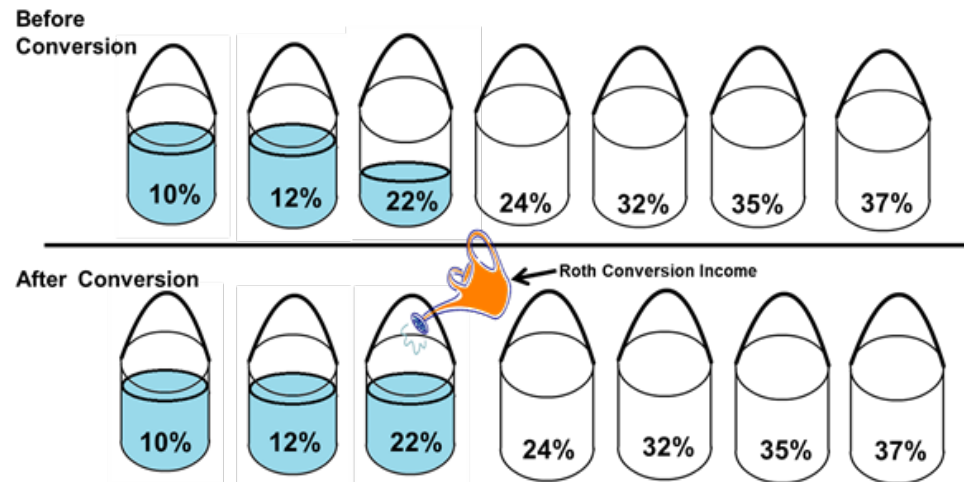 Before
Conversion
10% 12% 22% 24% 32% 35% 37%
Roth Conversion Income
After Conversion
10% 12% 22% 24% 32% 35% 37%